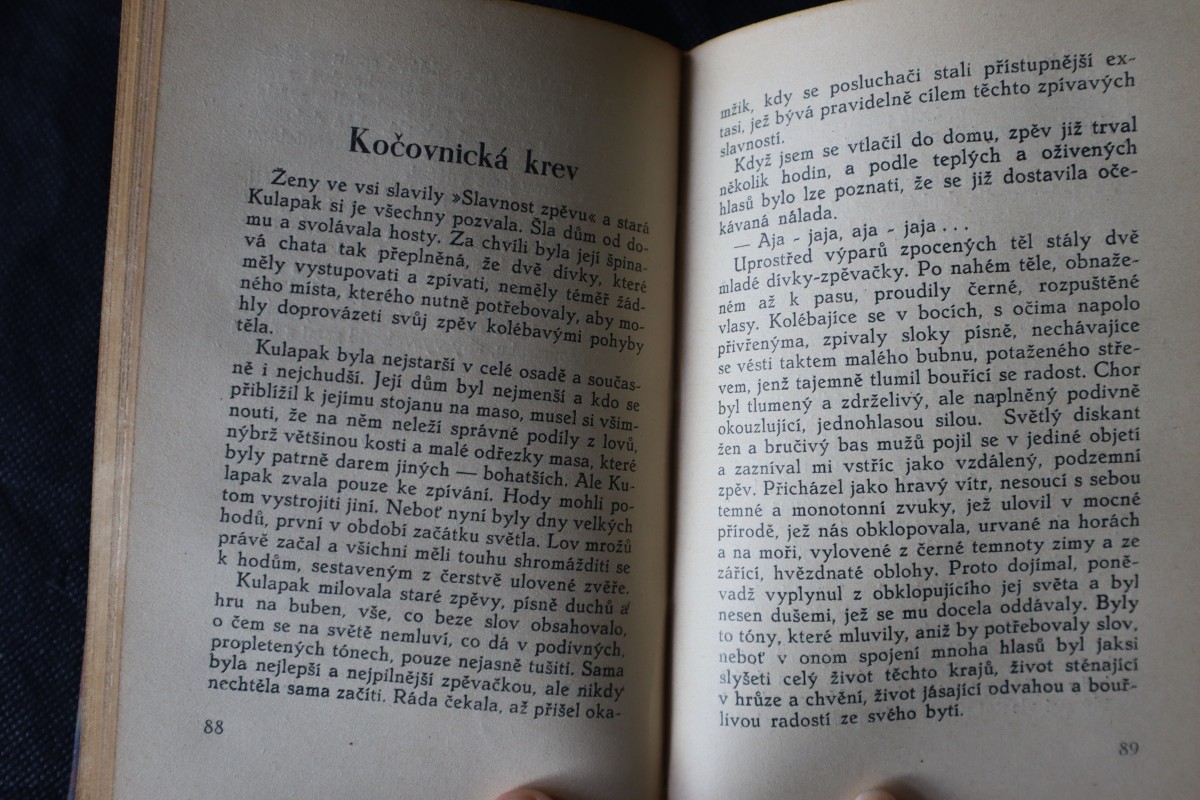 Kočovnická krev
Ženy ve vsi slavily »Slavnost zpěvu« a stará
Kulapak si je všechny pozvala. Šla dům od do-
mu a svolávala hosty. Za chvíli byla její špina-
vá chata tak přeplněná, že dvě dívky, které
měly vystupovati a zpívati, neměly téměř žád-
ného místa, kterého nutně potřebovaly, aby mo-
hly doprovázeti svůj zpěv kolébavými pohyby
těla.
Kulapak byla nejstarší v celé osadě a součas-
ně i nejchudší. Její dům byl nejmenší a kdo se
přiblížil k jejímu stojanu na maso, musel si všim-
nouti, že na něm neleží správné podíly z lovů,
nýbrž většinou kosti a malé odřezky masa, které
byly patrně darem jiných — bohatších. Ale Ku-
lapak zvala pouze ke zpívání. Hody mohli po-
tom vystrojiti jiní. Neboť nyní byly dny velkých
hodů, první v období začátku světla. Lov mrožů
právě začal a všichni měli touhu shromážditi se
k hodům, sestaveným z čerstvě ulovené zvěře.
Kulapak milovala staré zpěvy, písně duchů a
hru na buben, vše, co beze slov obsahovalo,
o čem se na světě nemluví, co dá v podivných,
propletených tónech, pouze nejasně tušiti. Sama
byla nejlepší a nejpilnější zpěvačkou, ale nikdy
nechtěla sama začíti. Ráda čekala, až přišel oka-
88
mžik, kdy se posluchači stali přístupnější ex-
tasi, jež bývá pravidelně cílem těchto zpívavých
slavností.
Když jsem se vtlačil do domu, zpěv již trval
několik hodin, a podle teplých a oživených
hlasů bylo lze poznati, že se již dostavila oče-
kávaná nálada.
— Aja - jaja, aja - jaja . . .
Uprostřed výparů zpocených těl stály dvě
mladé dívky-zpěvačky. Po nahém těle, obnaže-
ném až k pasu, proudily černé, rozpuštěné
vlasy. Kolébajíce se v bocích, s očima napolo
přivřenýma, zpívaly sloky písně, nechávajíce
se vésti taktem malého bubnu, potaženého stře-
vem, jenž tajemně tlumil bouřící se radost. Chor
byl tlumený a zdrželivý, ale naplněný podivně
okouzlující, jednohlasou silou. Světlý diskant
žen a bručivý bas mužů pojil se v jediné objetí
a zazníval mi vstříc jako vzdálený, podzemní
zpěv. Přicházel jako hravý vítr, nesoucí s sebou
temné a monotonní zvuky, jež ulovil v mocné
přírodě, jež nás obklopovala, urvané na horách
a na moři, vylovené z černé temnoty zimy a ze
zářící, hvězdnaté oblohy. Proto dojímal, poně-
vadž vyplynul z obklopujícího jej světa a byl
nesen dušemi, jež se mu docela oddávaly. Byly
to tóny, které mluvily, aniž by potřebovaly slov,
neboť v onom spojení mnoha hlasů byl jaksi
slyšeti celý život těchto krajů, život sténající
v hrůze a chvění, život jásající odvahou a bouř-
livou radostí ze svého bytí.
89